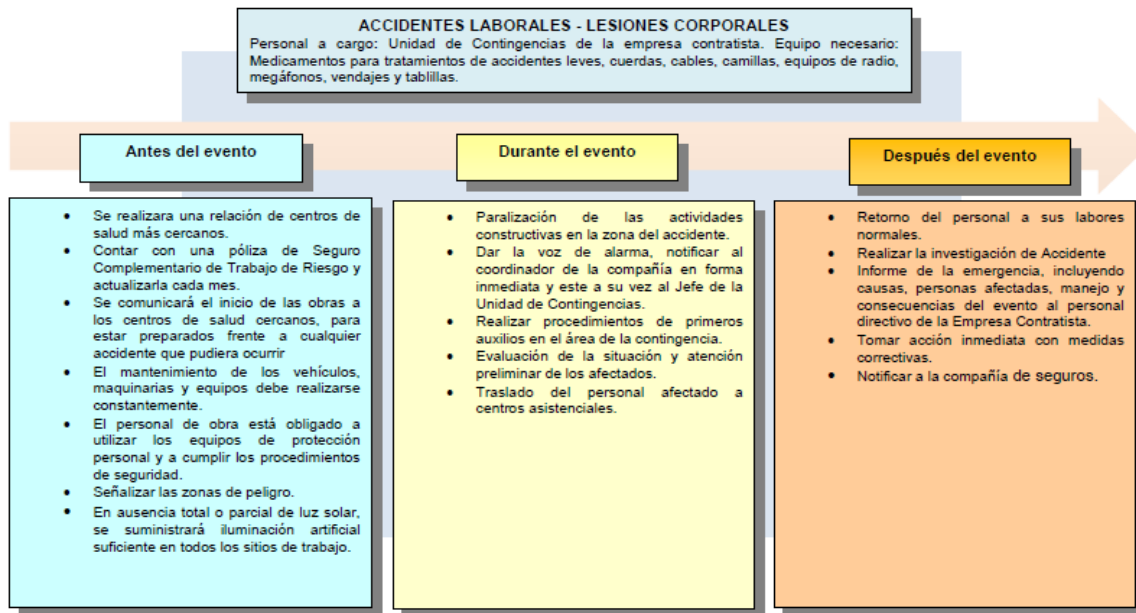 ACCIDENTES LABORALES - LESIONES CORPORALES
Personal a cargo: Unidad de Contingencias de la empresa contratista. Equipo necesario:
Medicamentos para tratamientos de accidentes leves, cuerdas, cables, camillas, equipos de radio,
megáfonos, vendajes y tablillas.
Antes del evento
• Se realizara una relación de centros de
salud más cercanos.
• Contar con una póliza de Seguro
Complementario de Trabajo de Riesgo y
actualizarla cada mes.
• Se comunicará el inicio de las obras a
los centros de salud cercanos, para
estar preparados frente a cualquier
accidente que pudiera ocurrir
• El mantenimiento de los vehículos,
maquinarias y equipos debe realizarse
constantemente.
• El personal de obra está obligado a
utilizar los equipos de protección
personal y a cumplir los procedimientos
de seguridad.
• Señalizar las zonas de peligro.
• En ausencia total o parcial de luz solar,
se suministrará iluminación artificial
suficiente en todos los sitios de trabajo.
Durante el evento
• Paralización de las actividades
constructivas en la zona del accidente.
• Dar la voz de alarma, notificar al
coordinador de la compañía en forma
inmediata y este a su vez al Jefe de la
Unidad de Contingencias.
• Realizar procedimientos de primeros
auxilios en el área de la contingencia.
• Evaluación de la situación y atención
preliminar de los afectados.
• Traslado del personal afectado a
centros asistenciales.
Después del evento
• Retorno del personal a sus labores
normales.
• Realizar la investigación de Accidente
• Informe de la emergencia, incluyendo
causas, personas afectadas, manejo y
consecuencias del evento al personal
directivo de la Empresa Contratista.
• Tomar acción inmediata con medidas
correctivas.
• Notificar a la compañía de seguros.